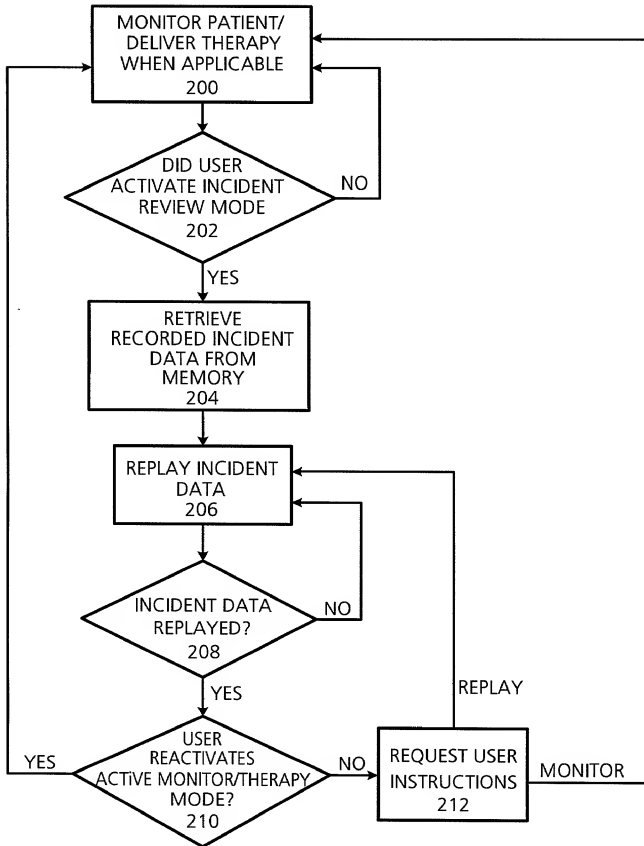 MONITOR PATIENT/
DELIVER THERAPY
WHEN APPLICABLE
200
DID USER
ACTIVATE INCIDENT
REVIEW MODE
202
NO
YES
RETRIEVE
RECORDED INCIDENT
DATA FROM
MEMORY
204
REPLAY INCIDENT
DATA
206
INCIDENT DATA
REPLAYED?
208
NO
YES
REPLAY
USER
REACTIVATES
ACTiVE MONITOR/THERAPY
MODE?
210
YES
NO
REQUEST USER
INSTRUCTIONS
212
MONITOR